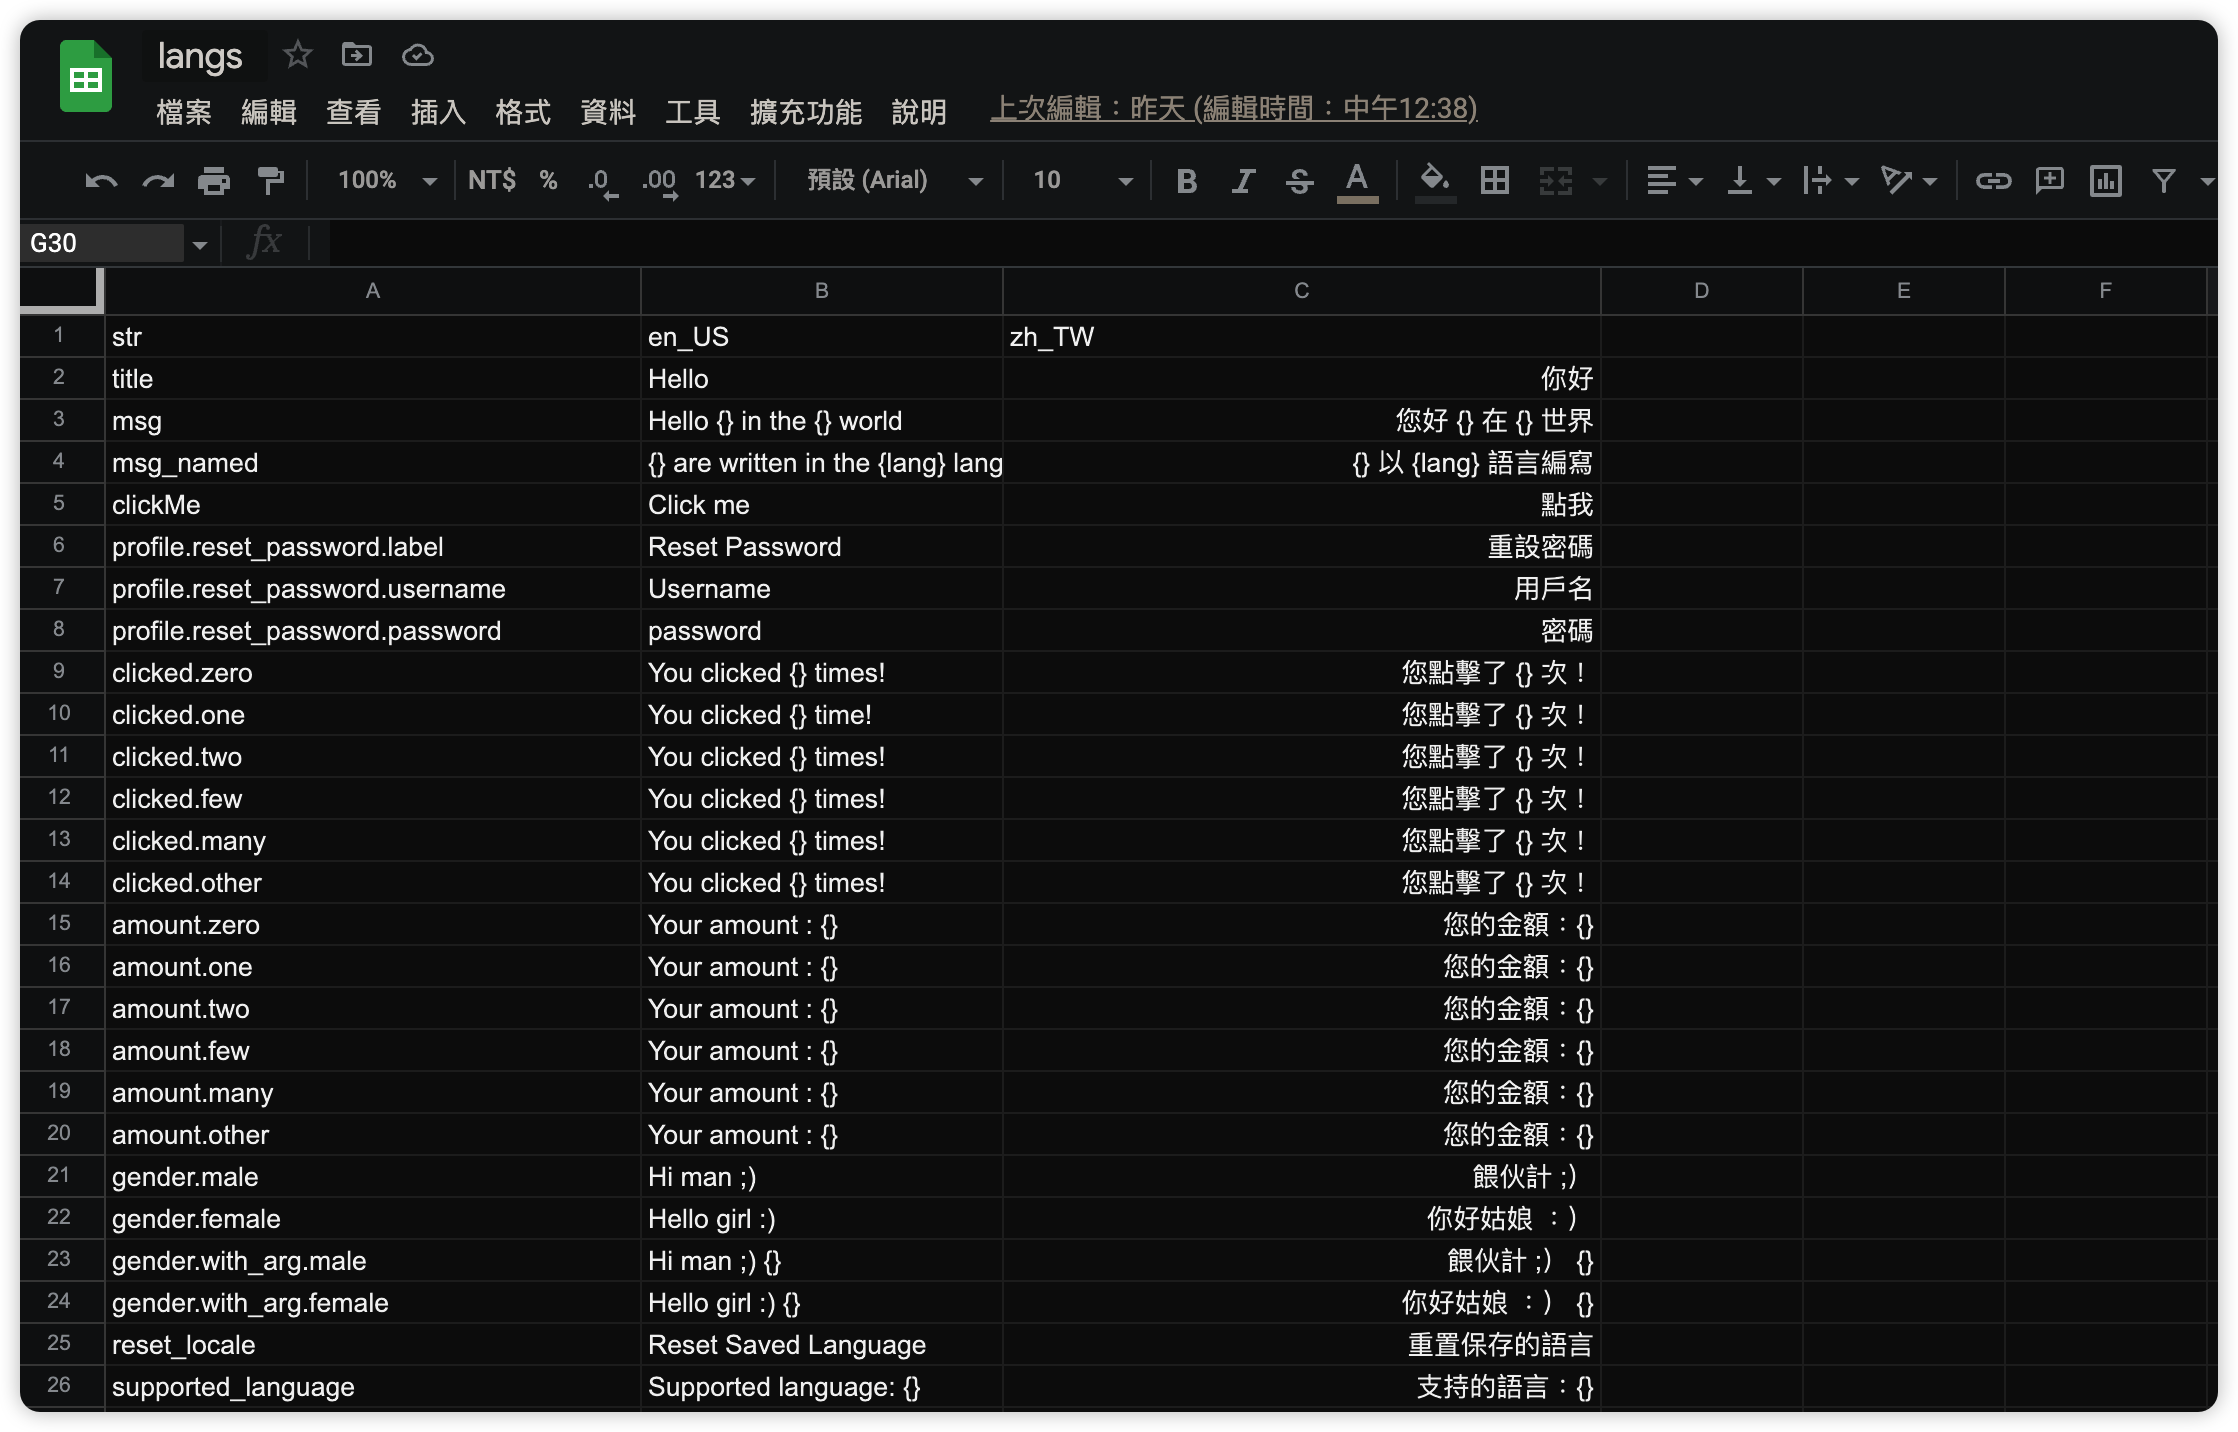 langs
檔案 編輯 查看 插入 格式 資料 工具 擴充功能 說明 上次編輯：昨天 (編輯時間：中午12:38)
100% NT$ % .0 .00 123 預設 (Arial) 10 B I S A
G30 fx
A B C D E F
1 str en_US zh_TW
2 title Hello 你好
3 msg Hello {} in the {} world 您好 {} 在 {} 世界
4 msg_named {} are written in the {lang} lang {} 以 {lang} 語言編寫
5 clickMe Click me 點我
6 profile.reset_password.label Reset Password 重設密碼
7 profile.reset_password.username Username 用戶名
8 profile.reset_password.password password 密碼
9 clicked.zero You clicked {} times! 您點擊了 {} 次！
10 clicked.one You clicked {} time! 您點擊了 {} 次！
11 clicked.two You clicked {} times! 您點擊了 {} 次！
12 clicked.few You clicked {} times! 您點擊了 {} 次！
13 clicked.many You clicked {} times! 您點擊了 {} 次！
14 clicked.other You clicked {} times! 您點擊了 {} 次！
15 amount.zero Your amount : {} 您的金額：{}
16 amount.one Your amount : {} 您的金額：{}
17 amount.two Your amount : {} 您的金額：{}
18 amount.few Your amount : {} 您的金額：{}
19 amount.many Your amount : {} 您的金額：{}
20 amount.other Your amount : {} 您的金額：{}
21 gender.male Hi man ;) 餵伙計 ;）
22 gender.female Hello girl :) 你好姑娘 ：）
23 gender.with_arg.male Hi man ;) {} 餵伙計 ;） {}
24 gender.with_arg.female Hello girl :) {} 你好姑娘 ：） {}
25 reset_locale Reset Saved Language 重置保存的語言
26 supported_language Supported language: {} 支持的語言：{}